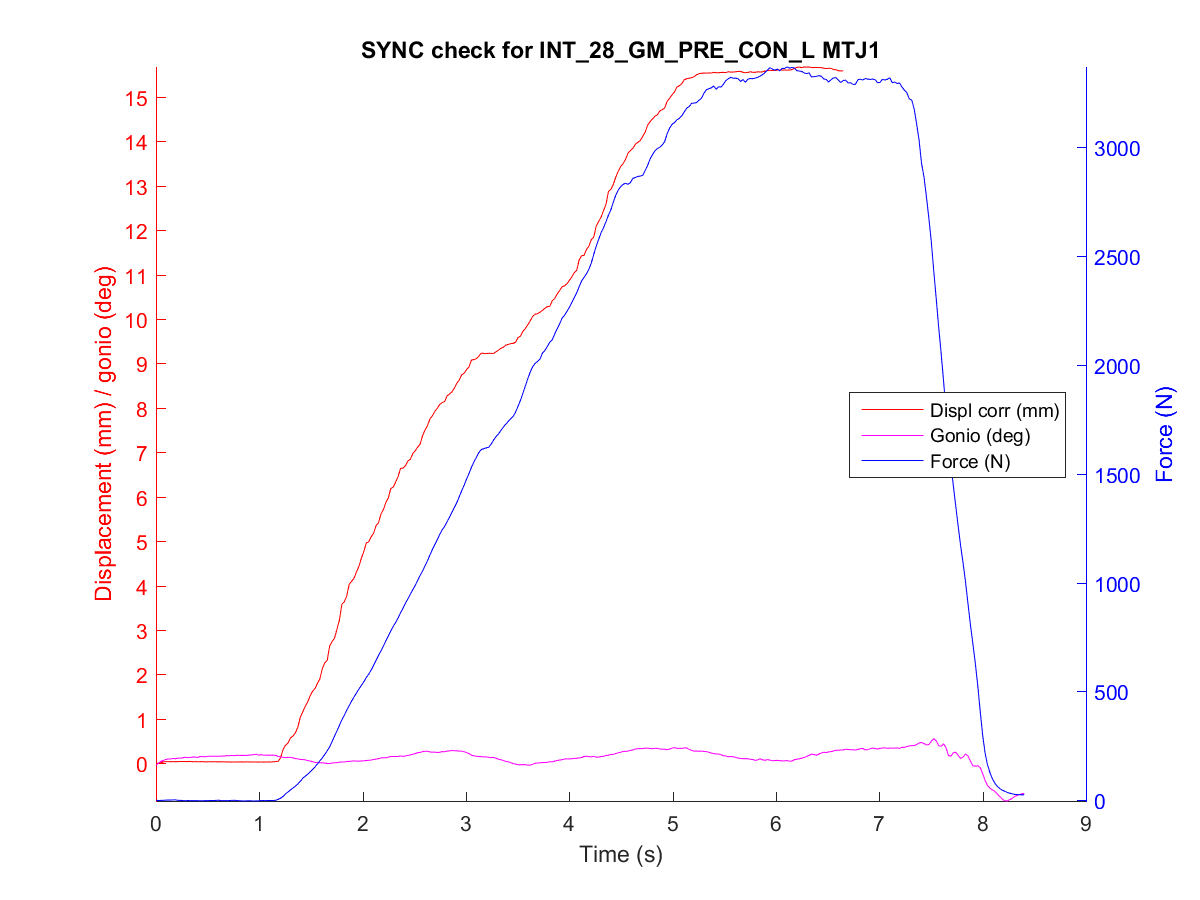 SYNC check for INT_28_GM_PRE_CON_L MTJ1
Displacement (mm) / gonio (deg)
15
14
13
12
11
10
9
8
7
6
5
4
3
2
1
0
Force (N)
3000
2500
2000
1500
1000
500
0
Displ corr (mm)
Gonio (deg)
Force (N)
0 1 2 3 4 5 6 7 8 9
Time (s)